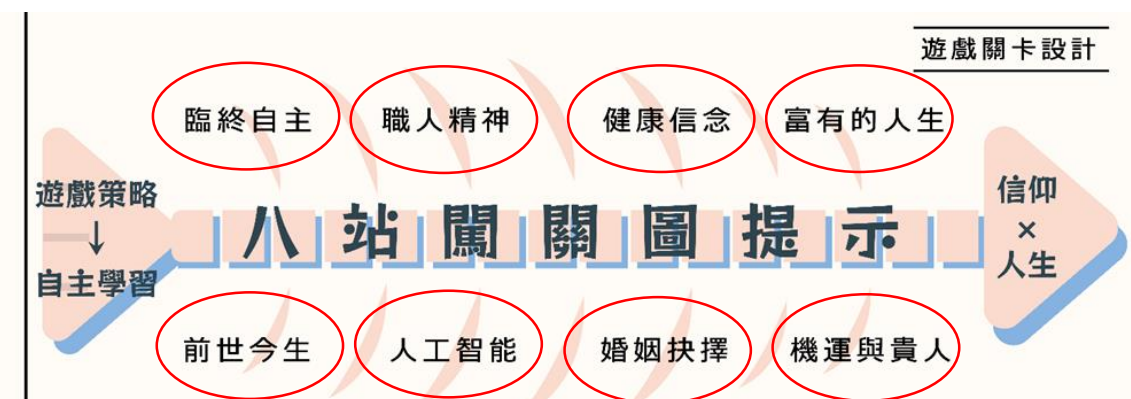 遊戲關卡設計
臨終自主
職人精神
健康信念
富有的人生
遊戲策略
↓
自主學習
八站闖關圖提示
信仰
×
人生
前世今生
人工智能
婚姻抉擇
機運與貴人